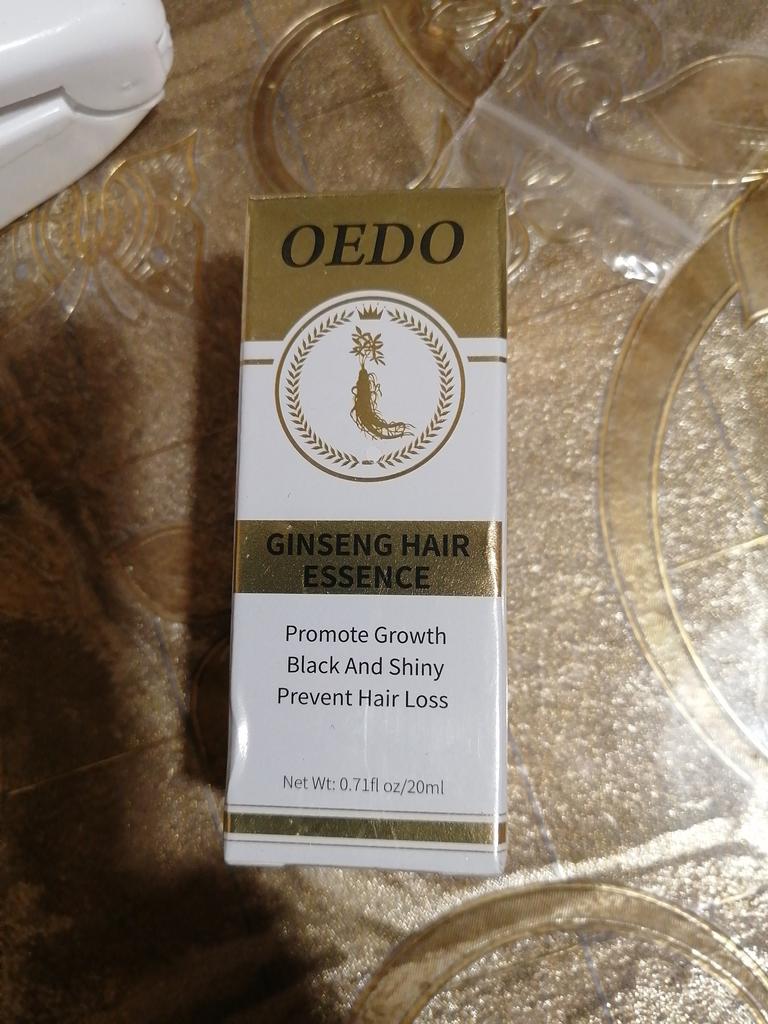 OEDO
GINSENG HAIR
ESSENCE
Promote Growth
Black And Shiny
Prevent Hair Loss
Net Wt: 0.71fl oz/20ml